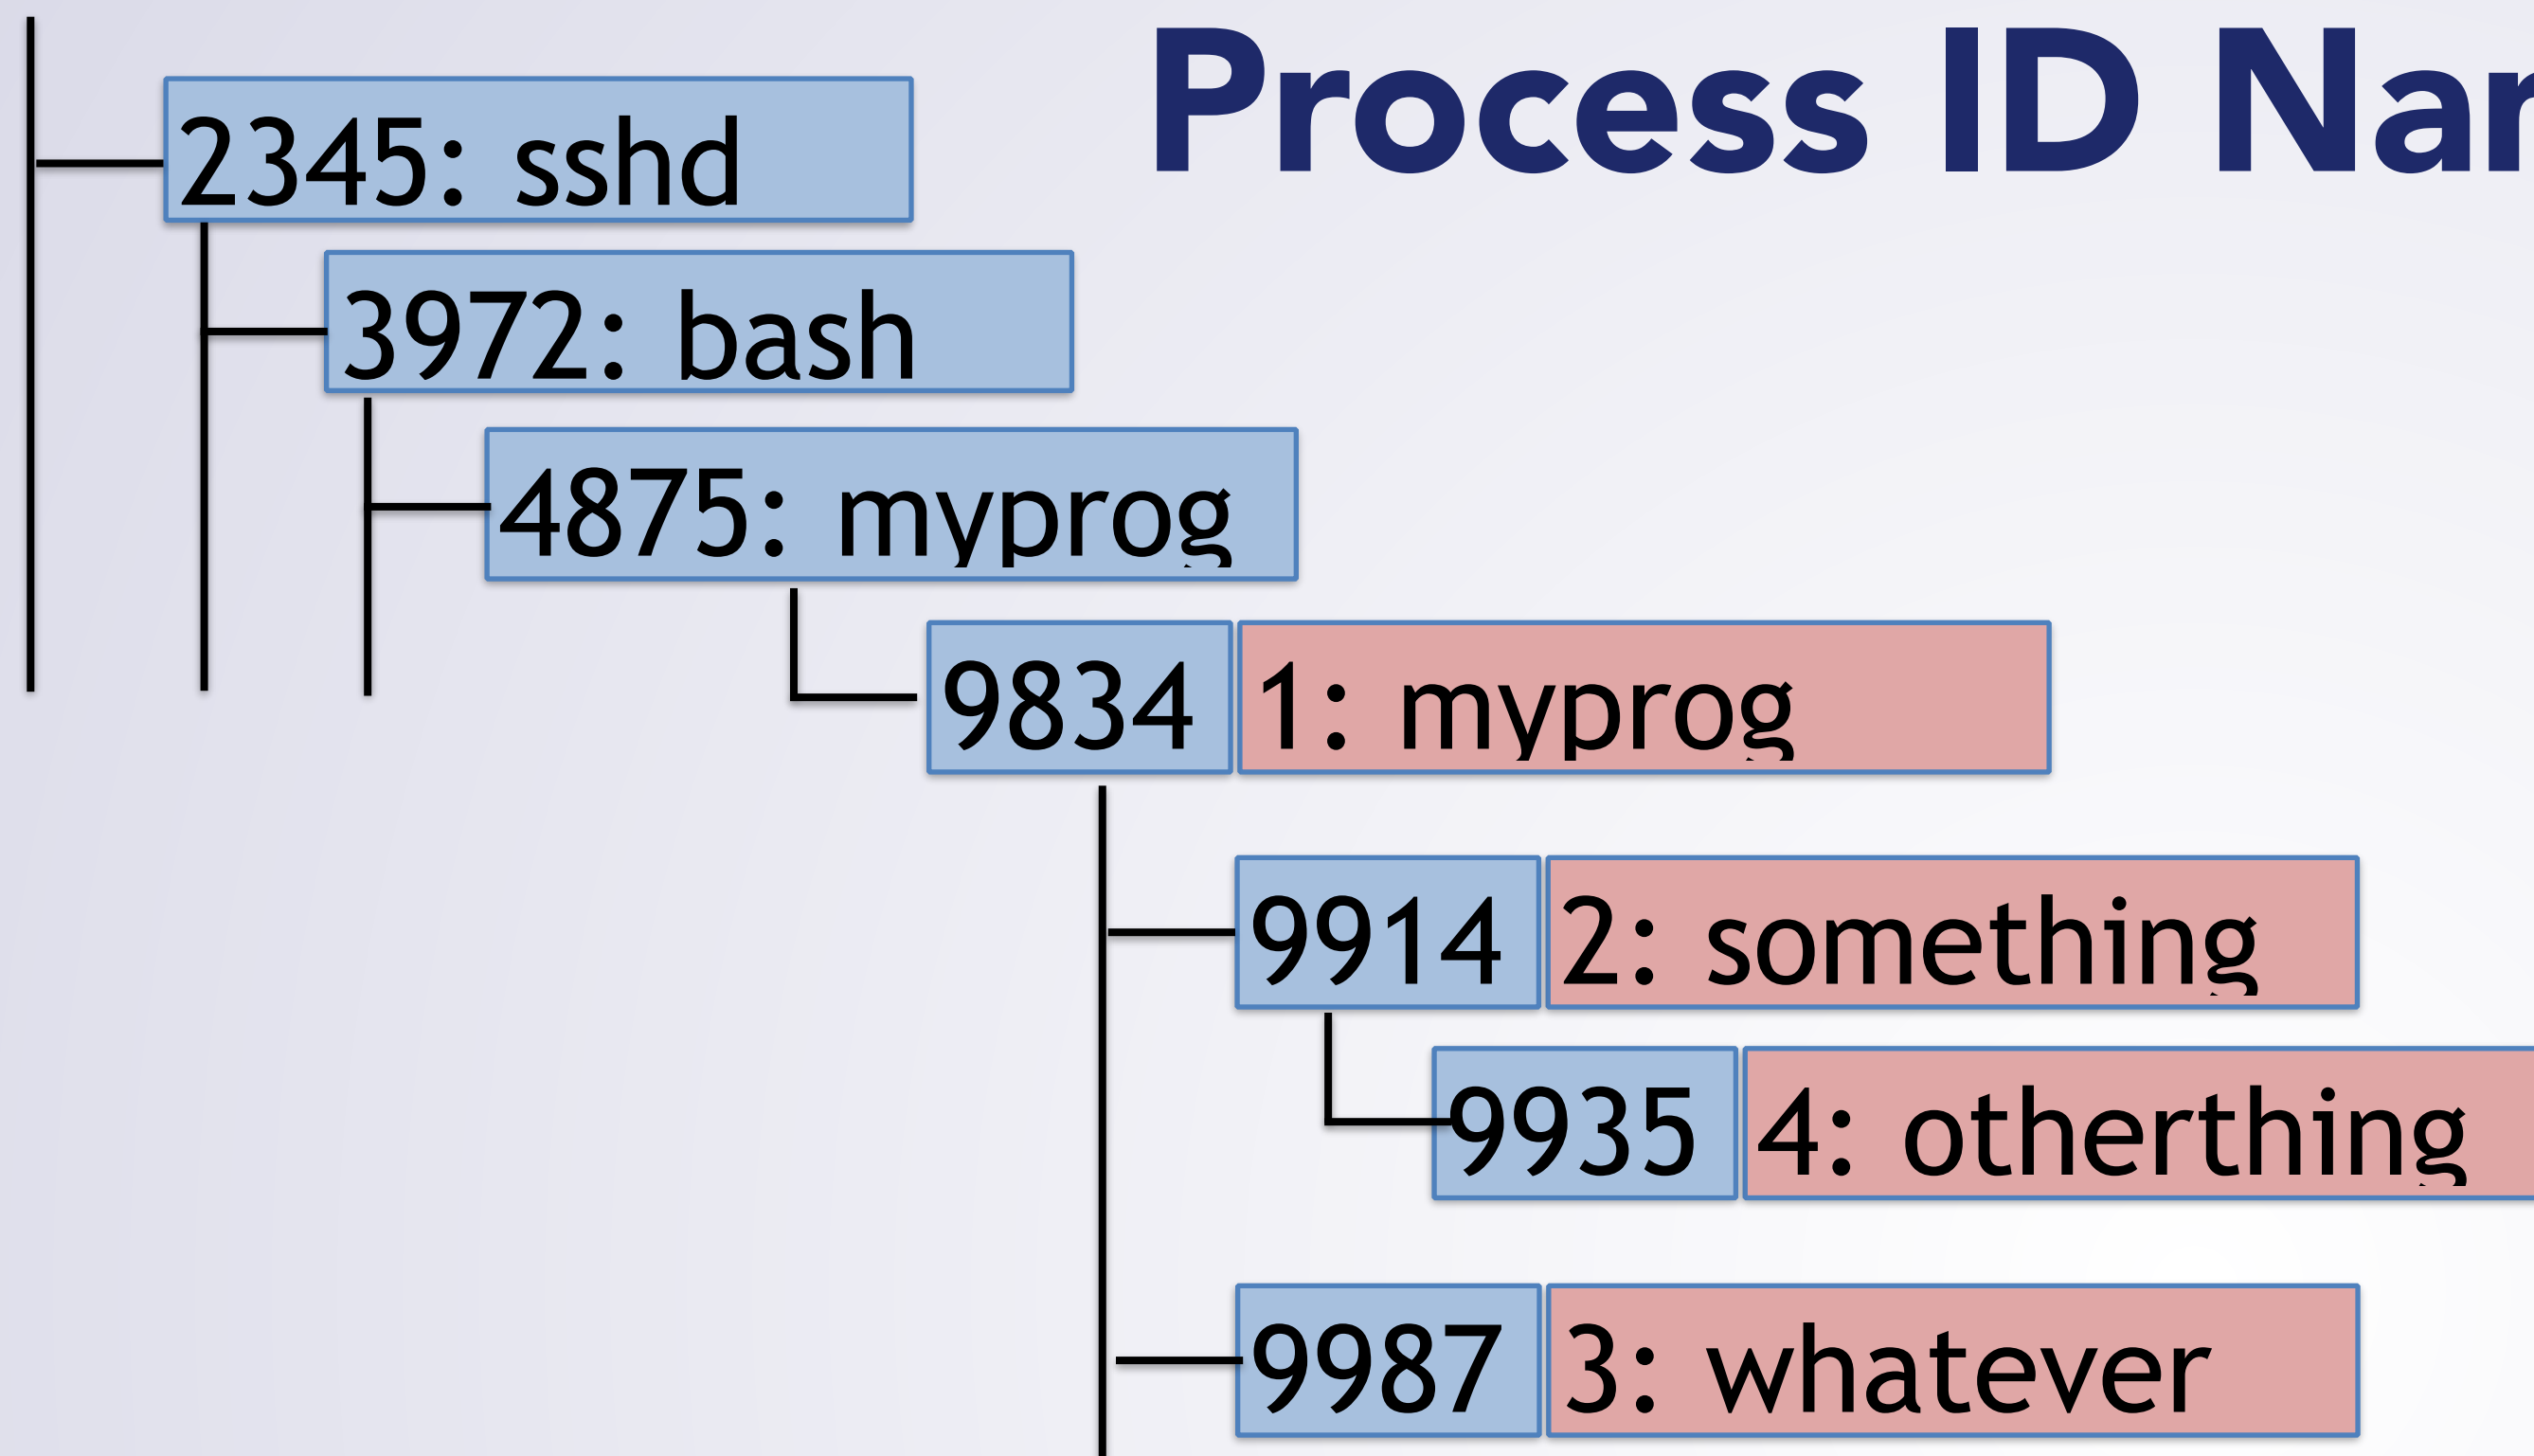 Process ID
2345: sshd
3972: bash
4875: myprog
9834 1: myprog
9914 2: something
9935 4: otherthing
9987 3: whatever